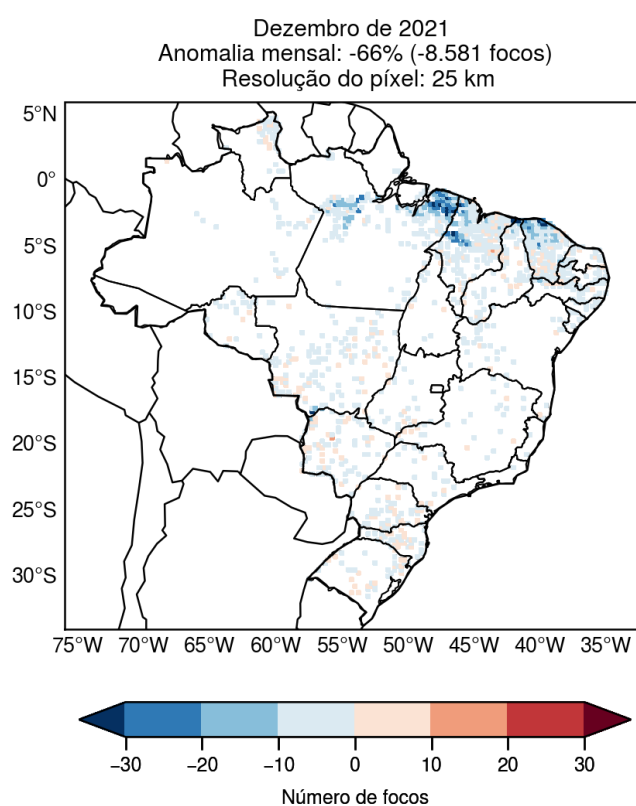 Dezembro de 2021
Anomalia mensal: -66% (-8.581 focos)
Resolução do píxel: 25 km
5°N
0°
5°S
10°S
15°S
20°S
25°S
30°S
75°W 70°W 65°W 60°W 55°W 50°W 45°W 40°W 35°W
−30 −20 −10 0 10 20 30
Número de focos